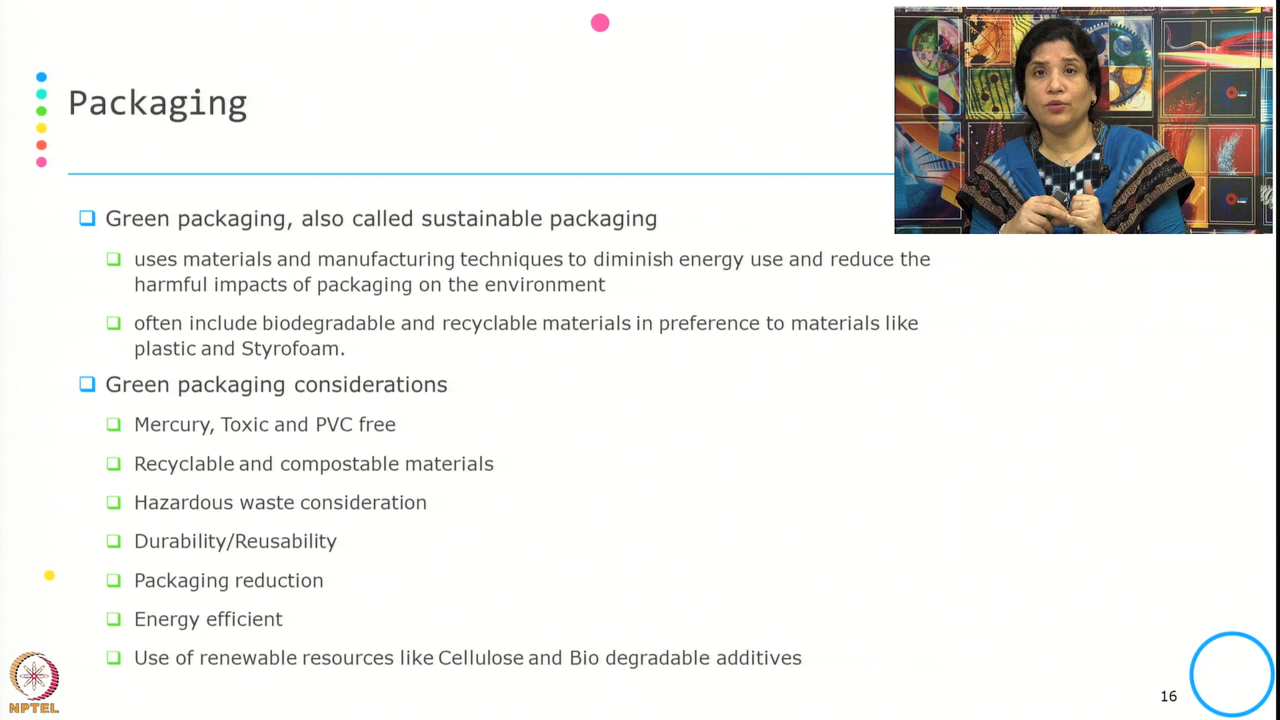 Packaging
Green packaging, also called sustainable packaging
uses materials and manufacturing techniques to diminish energy use and reduce the
harmful impacts of packaging on the environment
often include biodegradable and recyclable materials in preference to materials like
plastic and Styrofoam.
Green packaging considerations
Mercury, Toxic and PVC free
Recyclable and compostable materials
Hazardous waste consideration
Durability/Reusability
Packaging reduction
Energy efficient
Use of renewable resources like Cellulose and Bio degradable additives
NPTEL
16